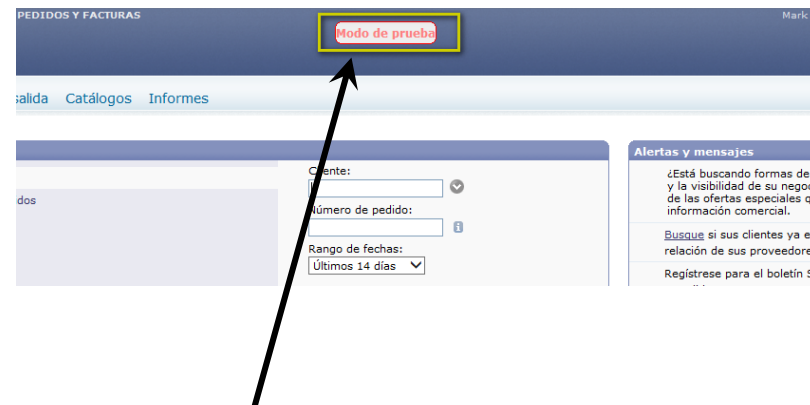 PEDIDOS Y FACTURAS
Modo de prueba
Mark
salida Catálogos Informes
Alertas y mensajes
Cliente:
Número de pedido:
Rango de fechas:
Últimos 14 días
dos
¿Está buscando formas de
y la visibilidad de su nego
de las ofertas especiales
información comercial.
Busque si sus clientes ya e
relación de sus proveedore
Regístrese para el boletín S